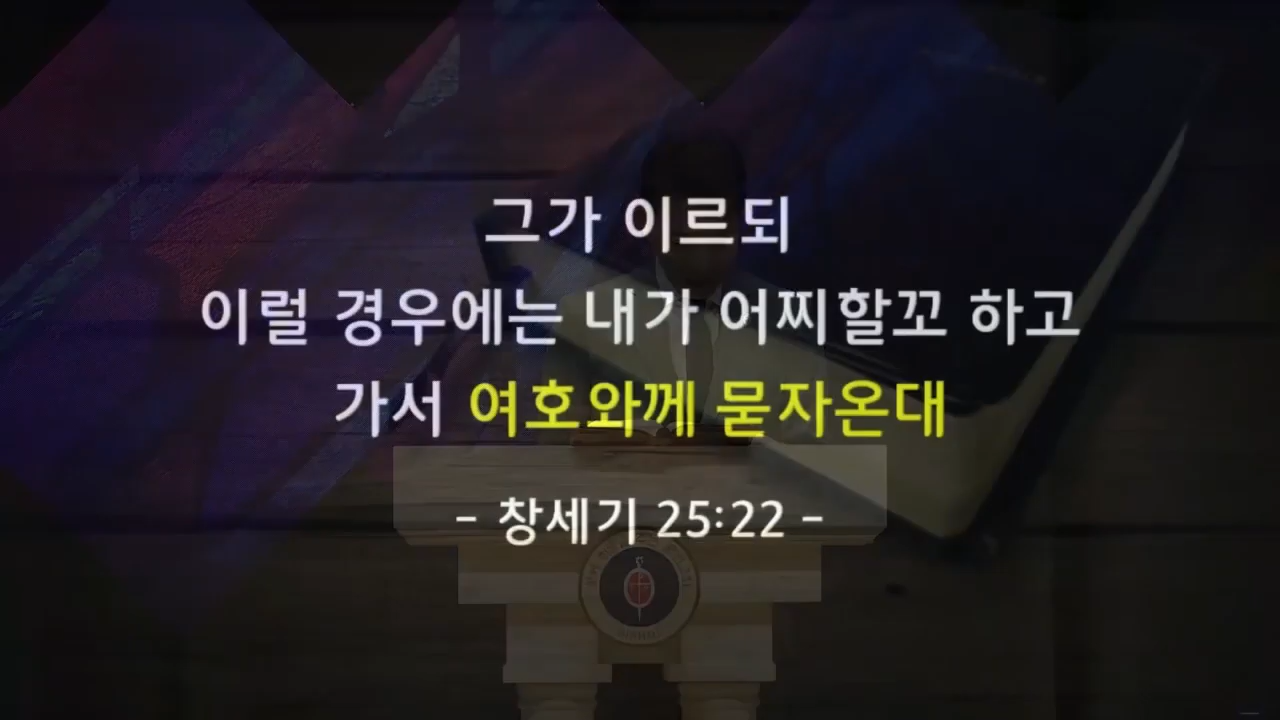 그가 이르되
이럴 경우에는 내가 어찌할꼬 하고
가서 여호와께 묻자온대
- 창세기 25:22 -